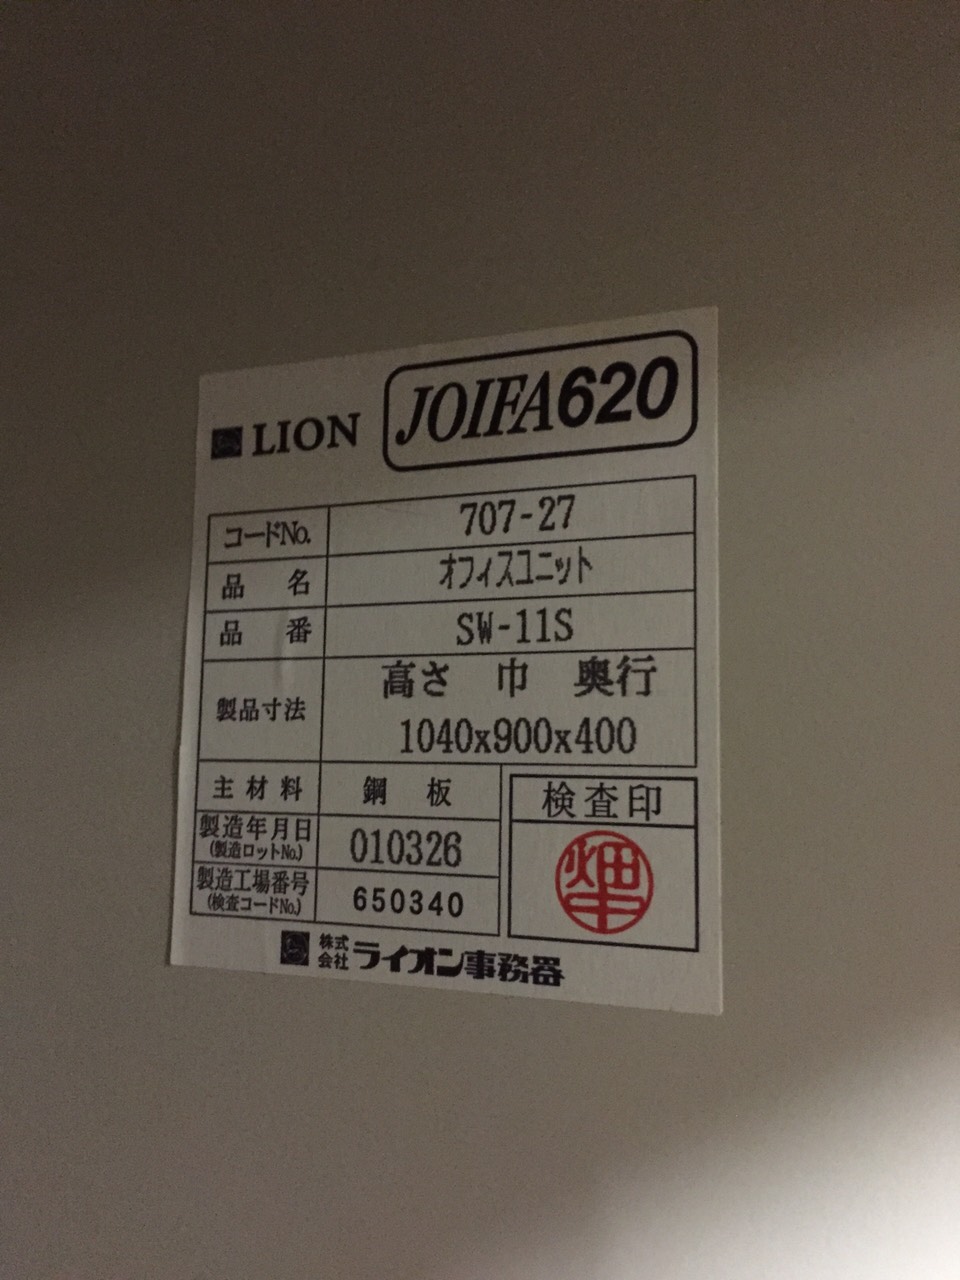 LION JOIFA620
コードNo. 707-27
品名 オフィスユニット
品番 SW-11S
製品寸法 高さ 巾 奥行
1040x900x400
主材料 鋼板
検査印
製造年月日 010326
(製造ロットNo.)
製造工場番号 650340
(検査コードNo.)
畑中
株式会社 ライオン事務器